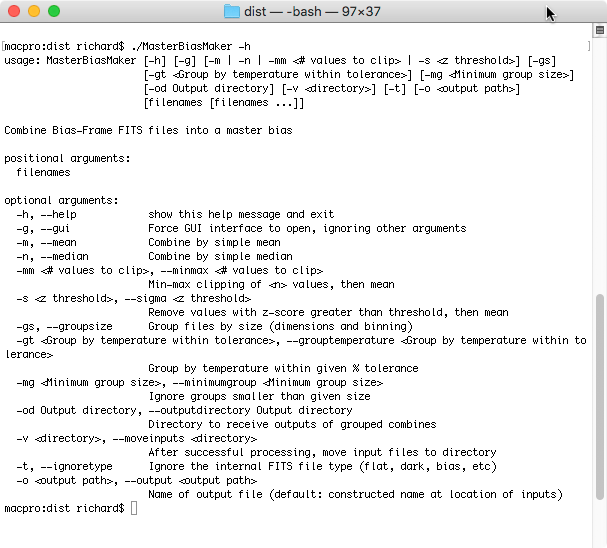 dist — -bash — 97×37
macpro:dist richard$ ./MasterBiasMaker -h
usage: MasterBiasMaker [-h] [-g] [-m | -n | -mm <# values to clip> | -s <z threshold>] [-gs]
[-gt <Group by temperature within tolerance>] [-mg <Minimum group size>]
[-od Output directory] [-v <directory>] [-t] [-o <output path>]
[filenames [filenames ...]]
Combine Bias-Frame FITS files into a master bias
positional arguments:
filenames
optional arguments:
-h, --help show this help message and exit
-g, --gui Force GUI interface to open, ignoring other arguments
-m, --mean Combine by simple mean
-n, --median Combine by simple median
-mm <# values to clip>, --minmax <# values to clip>
Min-max clipping of <n> values, then mean
-s <z threshold>, --sigma <z threshold>
Remove values with z-score greater than threshold, then mean
-gs, --groupsize Group files by size (dimensions and binning)
-gt <Group by temperature within tolerance>, --grouptemperature <Group by temperature within to
lerance>
Group by temperature within given % tolerance
-mg <Minimum group size>, --minimumgroup <Minimum group size>
Ignore groups smaller than given size
-od Output directory, --outputdirectory Output directory
Directory to receive outputs of grouped combines
-v <directory>, --moveinputs <directory>
After successful processing, move input files to directory
-t, --ignoretype Ignore the internal FITS file type (flat, dark, bias, etc)
-o <output path>, --output <output path>
Name of output file (default: constructed name at location of inputs)
macpro:dist richard$